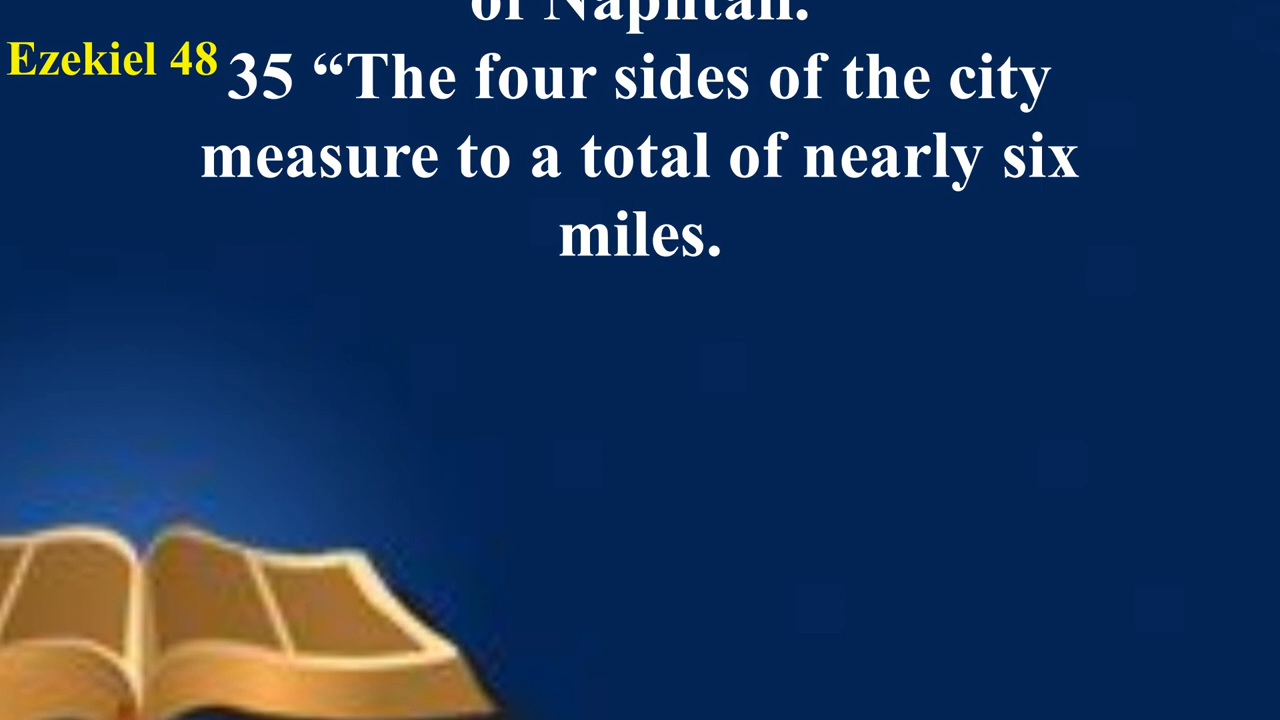 of Naphtali.
Ezekiel 48
35 “The four sides of the city
measure to a total of nearly six
miles.